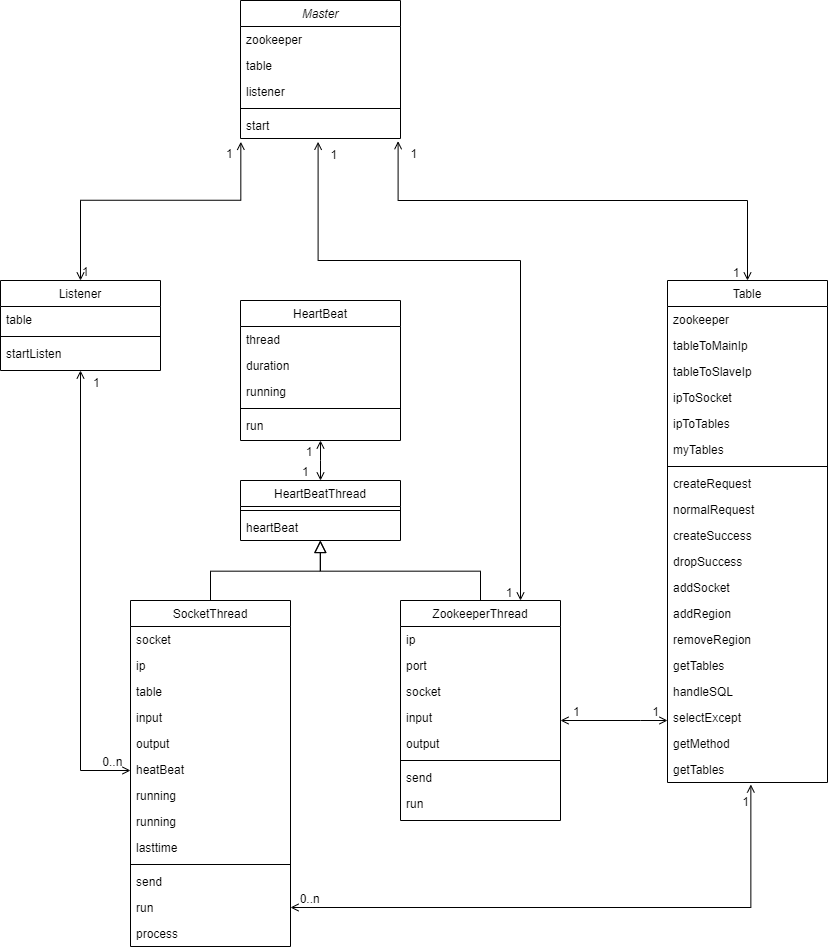 Master
zookeeper
table
listener
start
1
1
1
1
1
Listener
table
startListen
1
HeartBeat
thread
duration
running
run
1
1
HeartBeatThread
heartBeat
Table
zookeeper
tableToMainIp
tableToSlaveIp
ipToSocket
ipToTables
myTables
createRequest
normalRequest
createSuccess
dropSuccess
addSocket
addRegion
removeRegion
getTables
handleSQL
selectExcept
getMethod
getTables
1
SocketThread
socket
ip
table
input
output
heatBeat
running
running
lasttime
send
run
process
0..n
0..n
1
ZookeeperThread
ip
port
socket
input
output
send
run
1
1